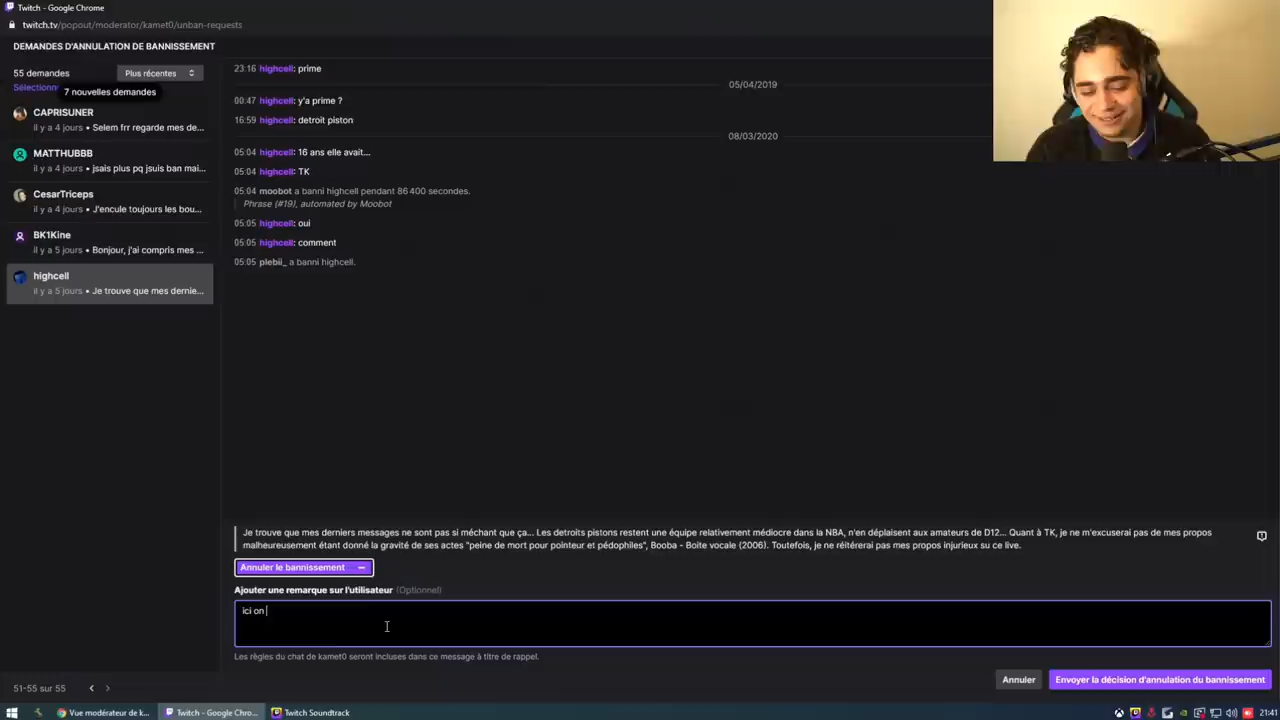 Twitch - Google Chrome
twitch.tv/popout/moderator/kamet0/unban-requests
DEMANDES D'ANNULATION DE BANNISSEMENT
55 demandes
Plus récentes
Sélection
7 nouvelles demandes
CAPRISUNER
il y a 4 jours • Selem frr regarde mes de...
MATTHUBBB
il y a 4 jours • jsais plus pq jsuis ban mai...
CesarTriceps
il y a 4 jours • J'encule toujours les bou...
BK1Kine
il y a 5 jours • Bonjour, j'ai compris mes ...
highcell
il y a 5 jours • Je trouve que mes dernie...
51-55 sur 55
23:16 highcell: prime
05/04/2019
00:47 highcell: y'a prime ?
16:59 highcell: detroit piston
08/03/2020
05:04 highcell: 16 ans elle avait...
05:04 highcell: TK
05:04 moobot a banni highcell pendant 86 400 secondes.
Phrase (#19), automated by Moobot
05:05 highcell: oui
05:05 highcell: comment
05:05 plebii_ a banni highcell.
Je trouve que mes derniers messages ne sont pas si méchant que ça... Les detroits pistons restent une équipe relativement médiocre dans la NBA, n'en déplaisent aux amateurs de D12... Quant à TK, je ne m'excuserai pas de mes propos
malheureusement étant donné la gravité de ses actes "peine de mort pour pointeur et pédophiles", Booba - Boite vocale (2006). Toutefois, je ne réitérerai pas mes propos injurieux su ce live.
Annuler le bannissement
Ajouter une remarque sur l'utilisateur (Optionnel)
ici on
Les règles du chat de kamet0 seront incluses dans ce message à titre de rappel.
Annuler
Envoyer la décision d'annulation du bannissement
Vue modérateur de k...
Twitch - Google Chro...
Twitch Soundtrack
21:41